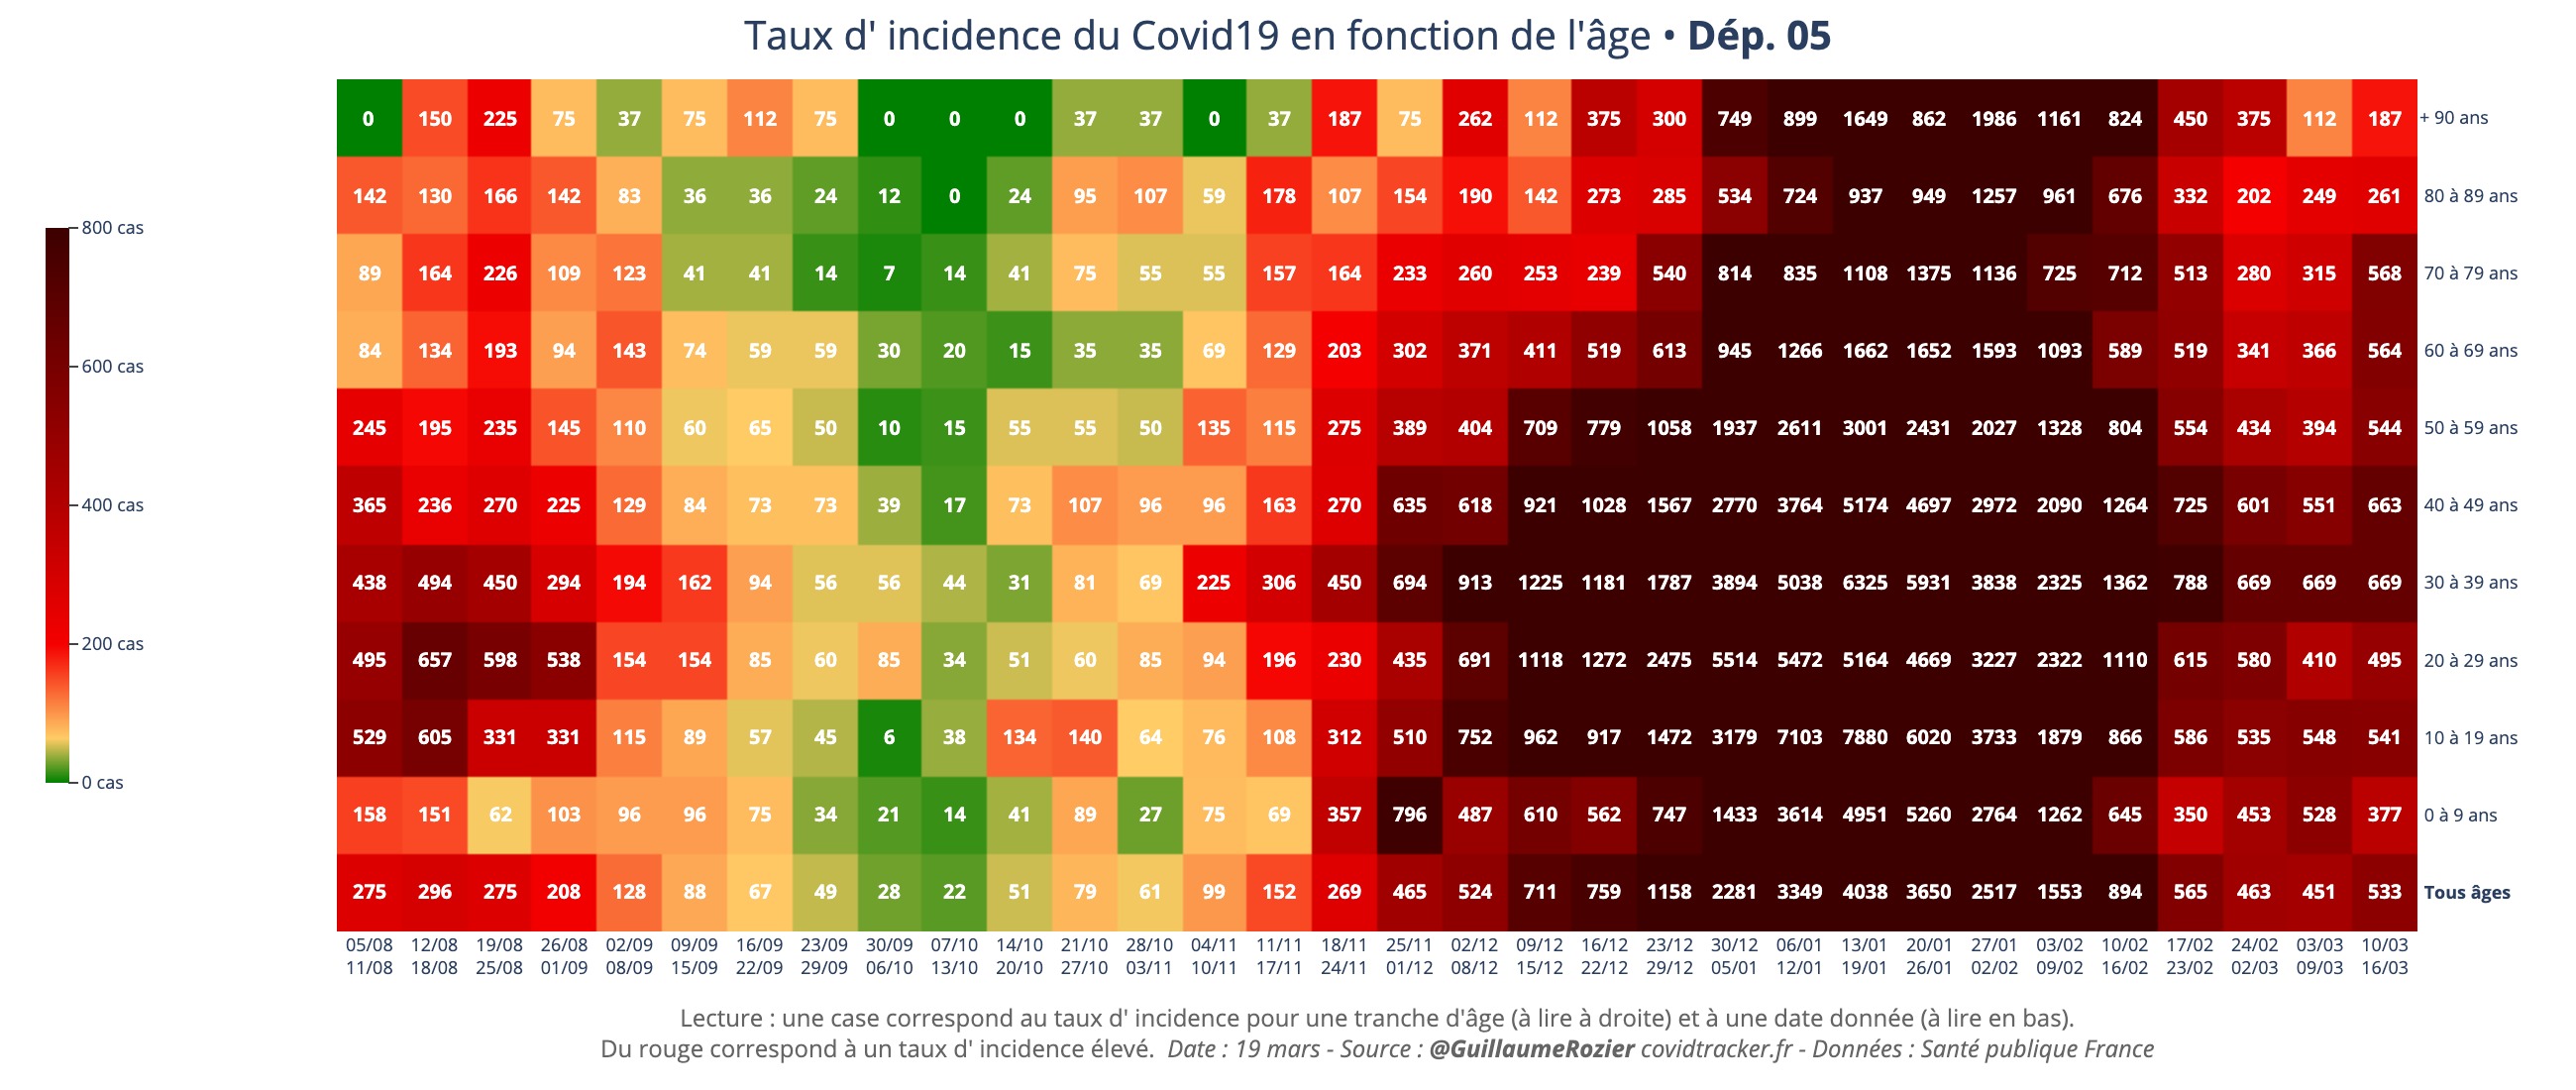 Taux d' incidence du Covid19 en fonction de l'âge • Dép. 05
800 cas
600 cas
400 cas
200 cas
0 cas
0 150 225 75 37 75 112 75 0 0 0 37 37 0 37 187 75 262 112 375 300 749 899 1649 862 1986 1161 824 450 375 112 187 + 90 ans
142 130 166 142 83 36 36 24 12 0 24 95 107 59 178 107 154 190 142 273 285 534 724 937 949 1257 961 676 332 202 249 261 80 à 89 ans
89 164 226 109 123 41 41 14 7 14 41 75 55 55 157 164 233 260 253 239 540 814 835 1108 1375 1136 725 712 513 280 315 568 70 à 79 ans
84 134 193 94 143 74 59 59 30 20 15 35 35 69 129 203 302 371 411 519 613 945 1266 1662 1652 1593 1093 589 519 341 366 564 60 à 69 ans
245 195 235 145 110 60 65 50 10 15 55 55 50 135 115 275 389 404 709 779 1058 1937 2611 3001 2431 2027 1328 804 554 434 394 544 50 à 59 ans
365 236 270 225 129 84 73 73 39 17 73 107 96 96 163 270 635 618 921 1028 1567 2770 3764 5174 4697 2972 2090 1264 725 601 551 663 40 à 49 ans
438 494 450 294 194 162 94 56 56 44 31 81 69 225 306 450 694 913 1225 1181 1787 3894 5038 6325 5931 3838 2325 1362 788 669 669 669 30 à 39 ans
495 657 598 538 154 154 85 60 85 34 51 60 85 94 196 230 435 691 1118 1272 2475 5514 5472 5164 4669 3227 2322 1110 615 580 410 495 20 à 29 ans
529 605 331 331 115 89 57 45 6 38 134 140 64 76 108 312 510 752 962 917 1472 3179 7103 7880 6020 3733 1879 866 586 535 548 541 10 à 19 ans
158 151 62 103 96 96 75 34 21 14 41 89 27 75 69 357 796 487 610 562 747 1433 3614 4951 5260 2764 1262 645 350 453 528 377 0 à 9 ans
275 296 275 208 128 88 67 49 28 22 51 79 61 99 152 269 465 524 711 759 1158 2281 3349 4038 3650 2517 1553 894 565 463 451 533 Tous âges
05/08 12/08 19/08 26/08 02/09 09/09 16/09 23/09 30/09 07/10 14/10 21/10 28/10 04/11 11/11 18/11 25/11 02/12 09/12 16/12 23/12 30/12 06/01 13/01 20/01 27/01 03/02 10/02 17/02 24/02 03/03 10/03
11/08 18/08 25/08 01/09 08/09 15/09 22/09 29/09 06/10 13/10 20/10 27/10 03/11 10/11 17/11 24/11 01/12 08/12 15/12 22/12 29/12 05/01 12/01 19/01 26/01 02/02 09/02 16/02 23/02 02/03 09/03 16/03
Lecture : une case correspond au taux d' incidence pour une tranche d'âge (à lire à droite) et à une date donnée (à lire en bas).
Du rouge correspond à un taux d' incidence élevé. Date : 19 mars - Source : @GuillaumeRozier covidtracker.fr - Données : Santé publique France